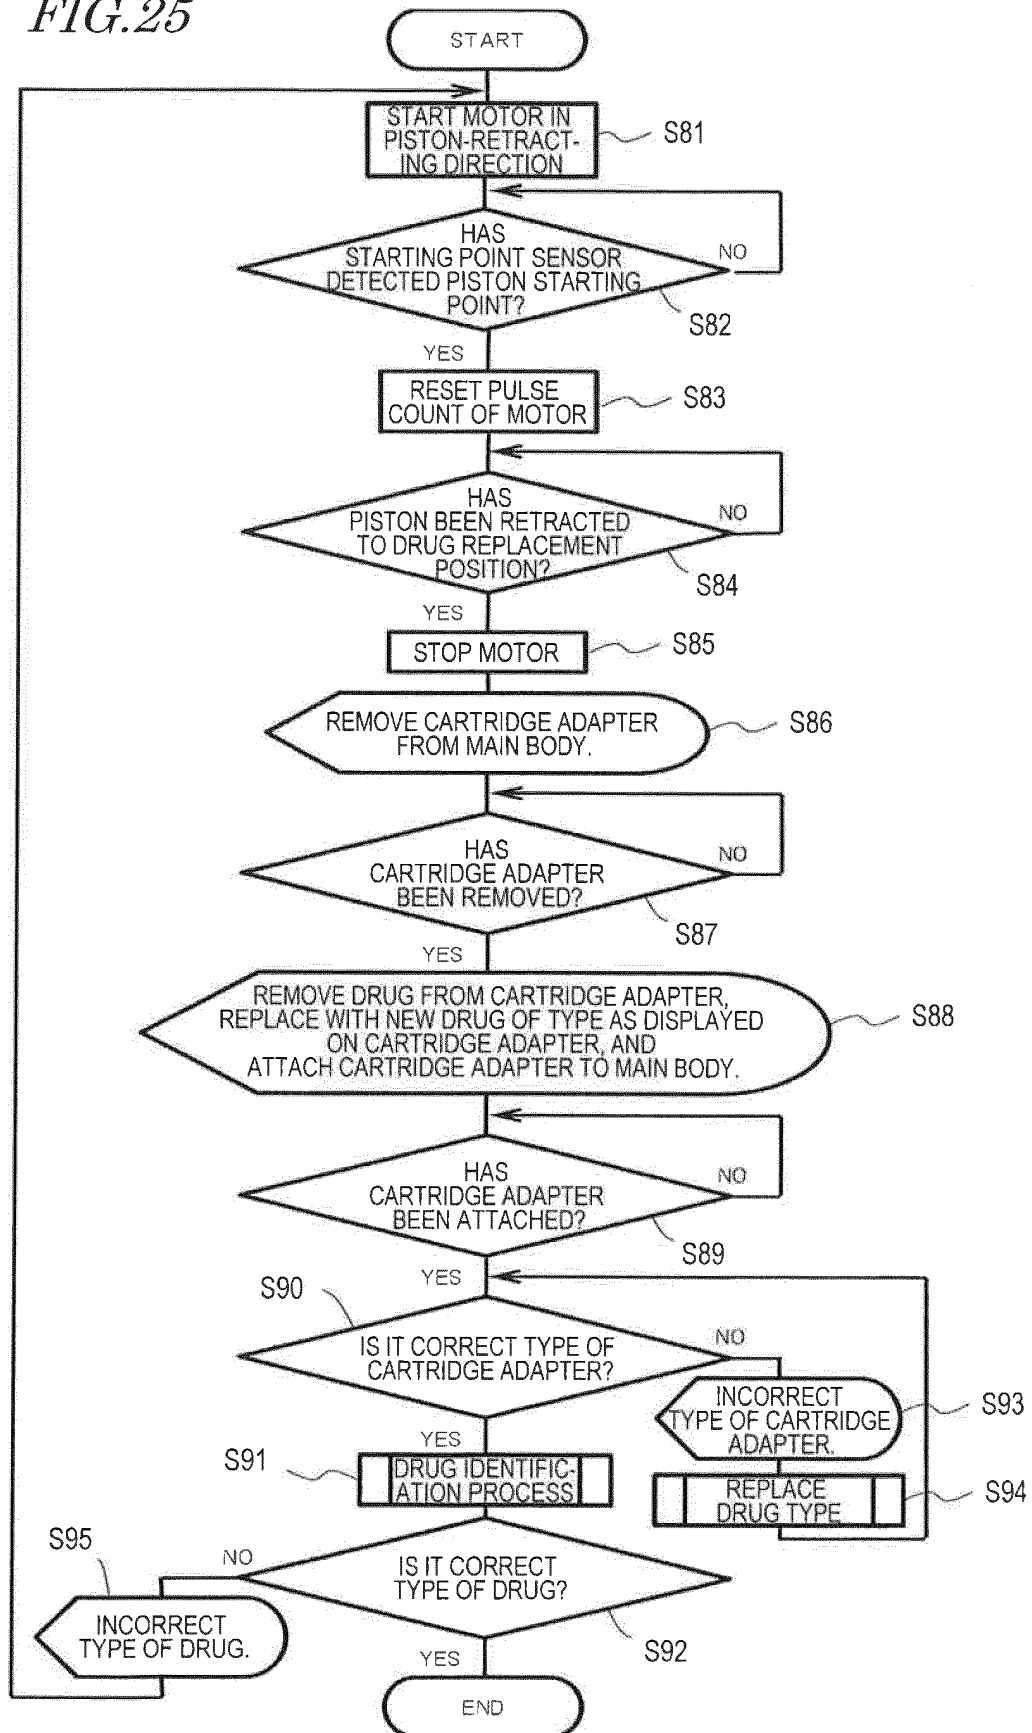 FIG.25
START
START MOTOR IN
PISTON-RETRACT-
ING DIRECTION
S81
HAS
STARTING POINT SENSOR
DETECTED PISTON STARTING
POINT?
NO
S82
YES
RESET PULSE
COUNT OF MOTOR
S83
HAS
PISTON BEEN RETRACTED
TO DRUG REPLACEMENT
POSITION?
NO
S84
YES
STOP MOTOR
S85
REMOVE CARTRIDGE ADAPTER
FROM MAIN BODY.
S86
HAS
CARTRIDGE ADAPTER
BEEN REMOVED?
NO
S87
YES
REMOVE DRUG FROM CARTRIDGE ADAPTER,
REPLACE WITH NEW DRUG OF TYPE AS DISPLAYED
ON CARTRIDGE ADAPTER, AND
ATTACH CARTRIDGE ADAPTER TO MAIN BODY.
S88
HAS
CARTRIDGE ADAPTER
BEEN ATTACHED?
NO
S89
YES
S90
IS IT CORRECT TYPE OF
CARTRIDGE ADAPTER?
NO
INCORRECT
TYPE OF CARTRIDGE
ADAPTER.
S93
YES
S91
DRUG IDENTIFIC-
ATION PROCESS
REPLACE
DRUG TYPE
S94
S95
NO
IS IT CORRECT
TYPE OF DRUG?
INCORRECT
TYPE OF DRUG.
S92
YES
END